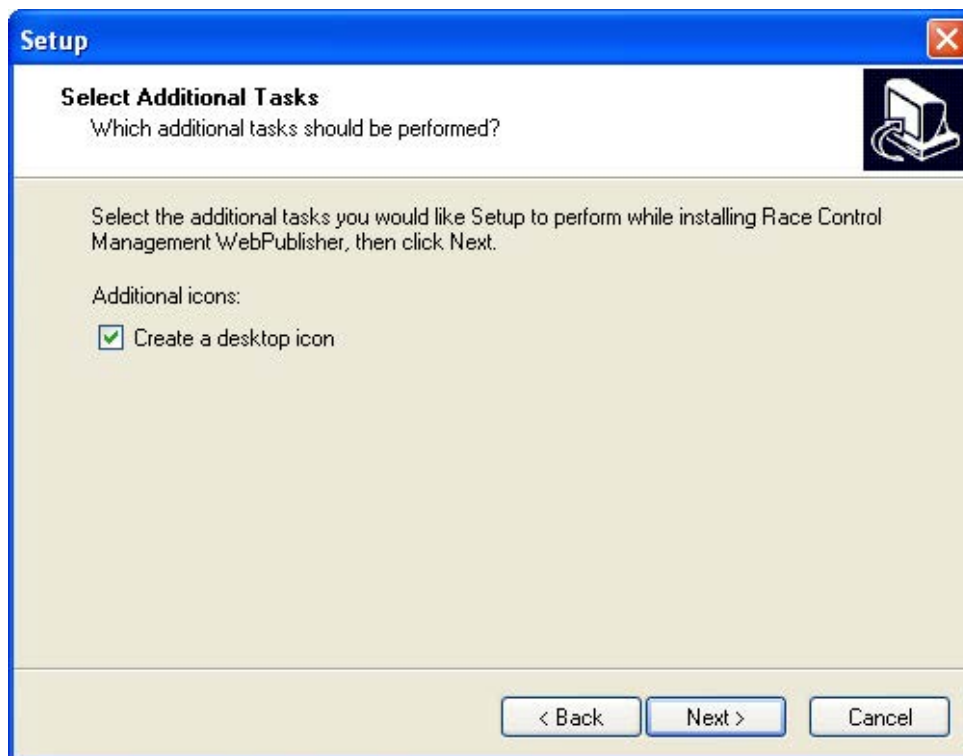 Setup
Select Additional Tasks
Which additional tasks should be performed?
Select the additional tasks you would like Setup to perform while installing Race Control
Management WebPublisher, then click Next.
Additional icons:
Create a desktop icon
< Back
Next >
Cancel